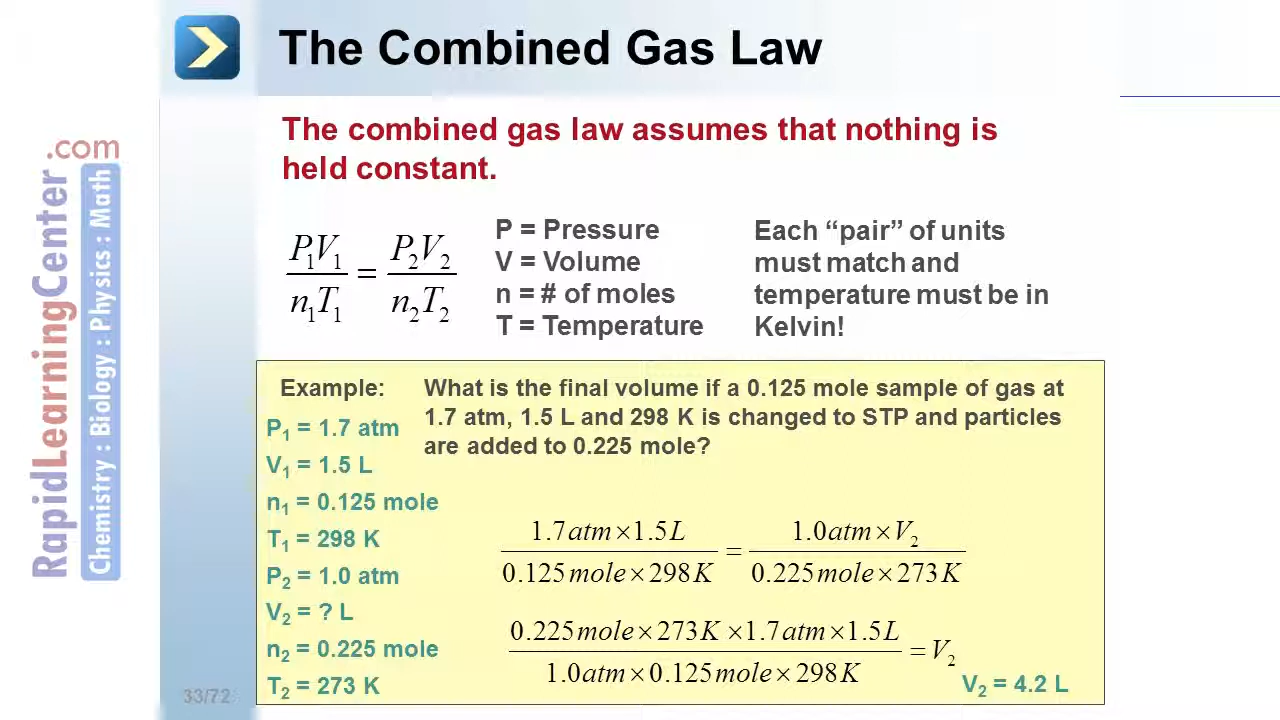 The Combined Gas Law
The combined gas law assumes that nothing is
held constant.
P₁V₁ / n₁T₁ = P₂V₂ / n₂T₂
P = Pressure
V = Volume
n = # of moles
T = Temperature
Each “pair” of units
must match and
temperature must be in
Kelvin!
Example:
What is the final volume if a 0.125 mole sample of gas at
1.7 atm, 1.5 L and 298 K is changed to STP and particles
are added to 0.225 mole?
P₁ = 1.7 atm
V₁ = 1.5 L
n₁ = 0.125 mole
T₁ = 298 K
P₂ = 1.0 atm
V₂ = ? L
n₂ = 0.225 mole
T₂ = 273 K
1.7atm×1.5L / 0.125mole×298K = 1.0atm×V₂ / 0.225mole×273K
0.225mole×273K×1.7atm×1.5L / 1.0atm×0.125mole×298K = V₂
V₂ = 4.2 L
33/72
RapidLearningCenter.com
Chemistry : Biology : Physics : Math